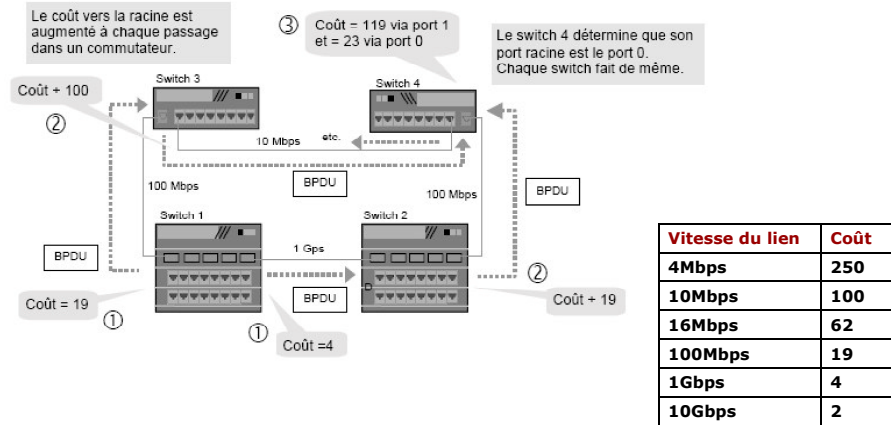 Le coût vers la racine est
augmenté à chaque passage
dans un commutateur.
③
Coût = 119 via port 1
et = 23 via port 0
Le switch 4 détermine que son
port racine est le port 0.
Chaque switch fait de même.
Switch 3
Switch 4
Coût + 100
②
10 Mbps
etc.
BPDU
100 Mbps
100 Mbps
BPDU
Switch 1
Switch 2
1 Gps
BPDU
BPDU
②
D
Coût = 19
①
①
Coût =4
Coût + 19
Vitesse du lien Coût
4Mbps 250
10Mbps 100
16Mbps 62
100Mbps 19
1Gbps 4
10Gbps 2